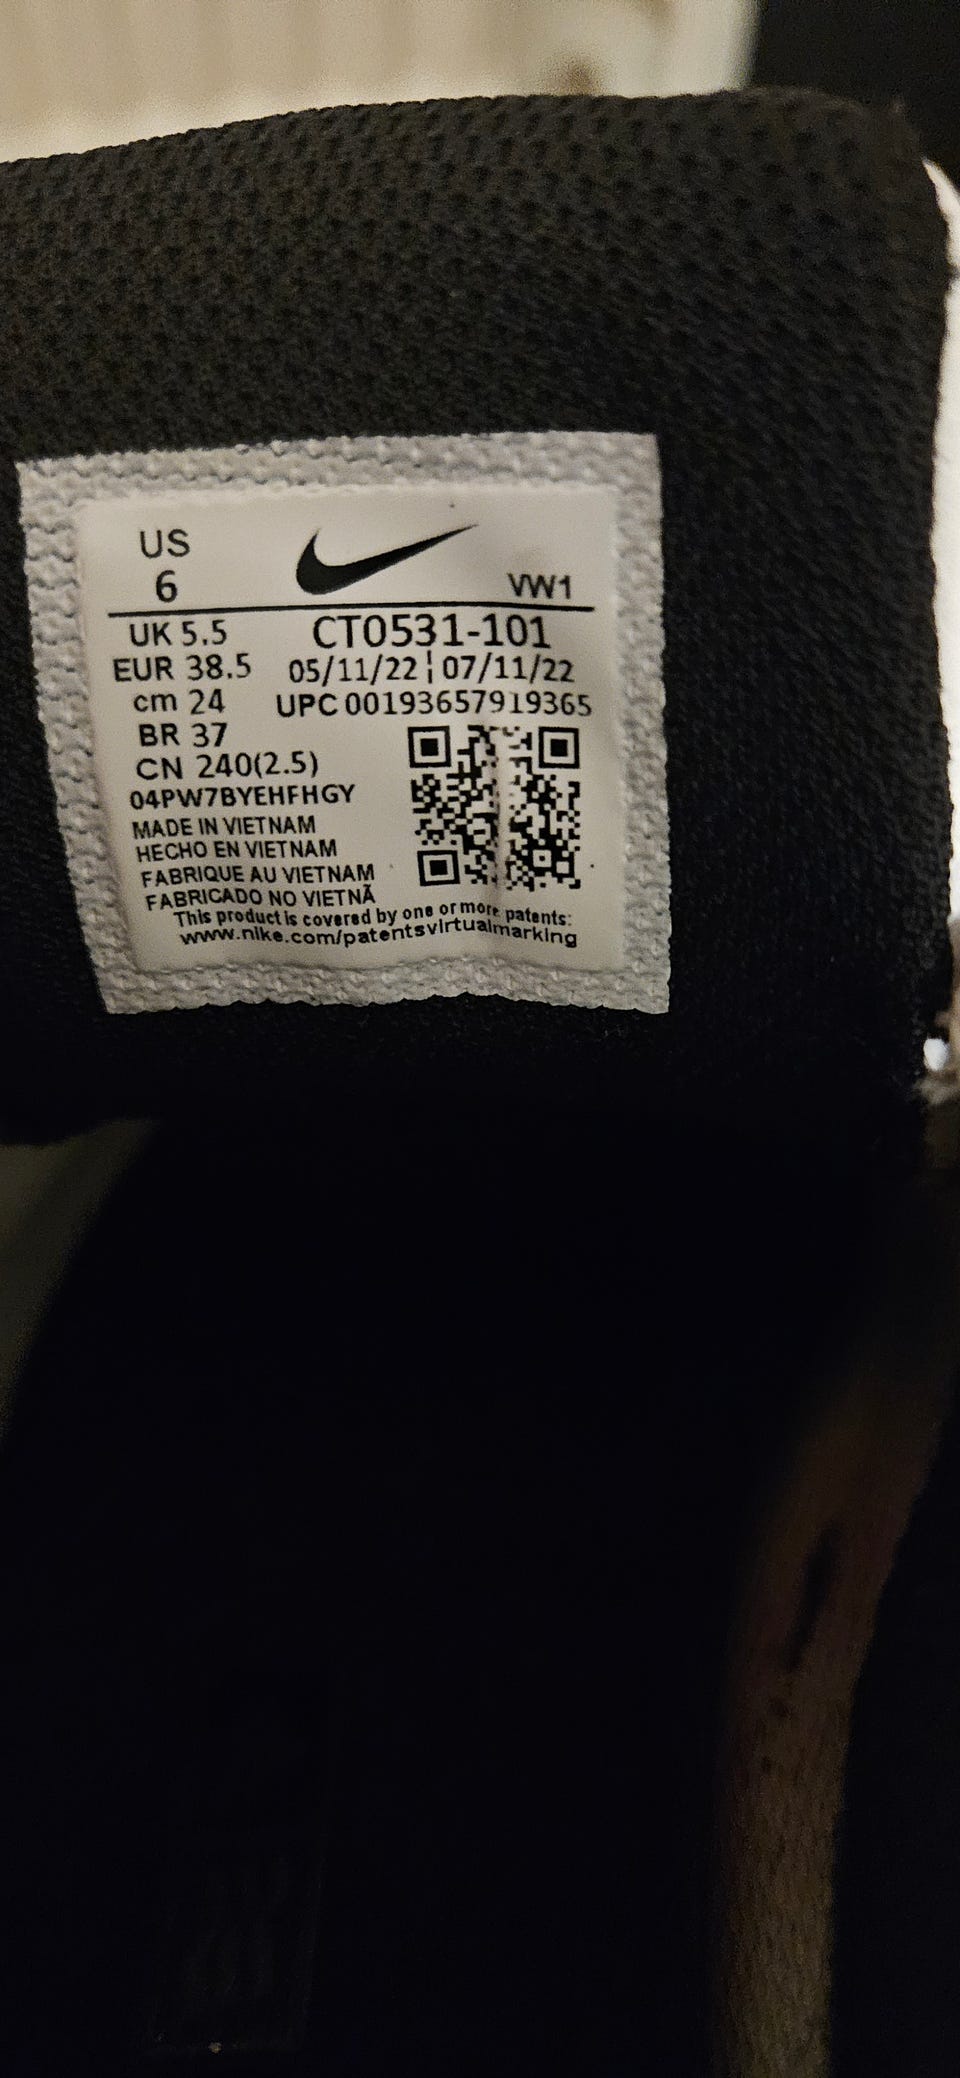 US
6
VW1
UK 5.5
CT0531-101
EUR 38.5
05/11/22 ¦ 07/11/22
cm 24
UPC 00193657919365
BR 37
CN 240(2.5)
04PW7BYEHFHGY
MADE IN VIETNAM
HECHO EN VIETNAM
FABRIQUE AU VIETNAM
FABRICADO NO VIETNÃ
This product is covered by one or more patents:
www.nike.com/patentsvirtualmarking